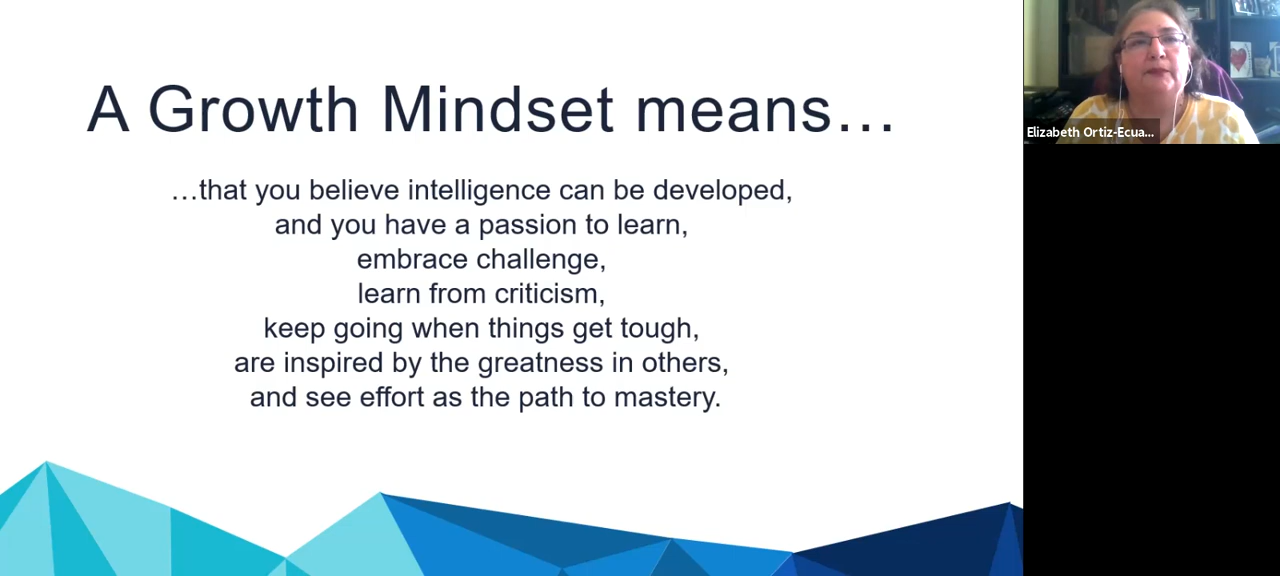 A Growth Mindset means…
…that you believe intelligence can be developed,
and you have a passion to learn,
embrace challenge,
learn from criticism,
keep going when things get tough,
are inspired by the greatness in others,
and see effort as the path to mastery.
Elizabeth Ortiz-Ecua...